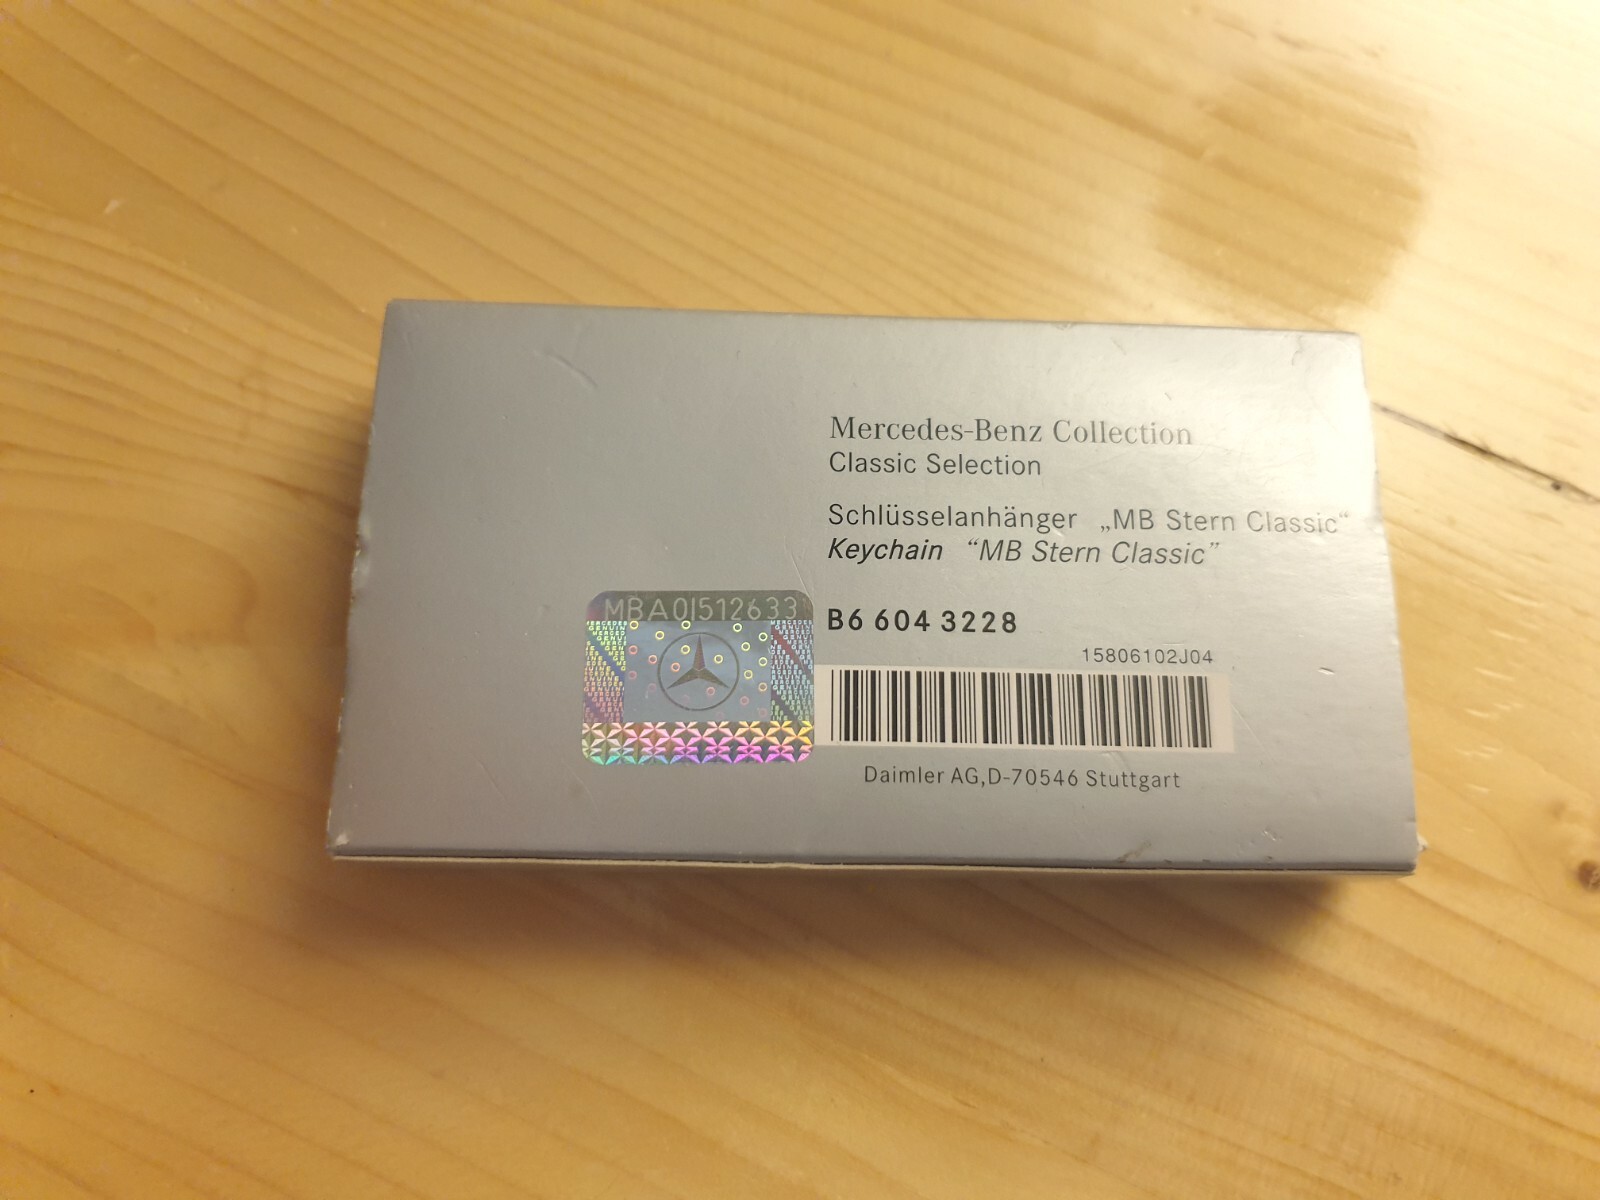 Mercedes-Benz Collection
Classic Selection
Schlüsselanhänger „MB Stern Classic“
Keychain “MB Stern Classic”
MBA01512633
B6 604 3228
15806102J04
Daimler AG,D-70546 Stuttgart